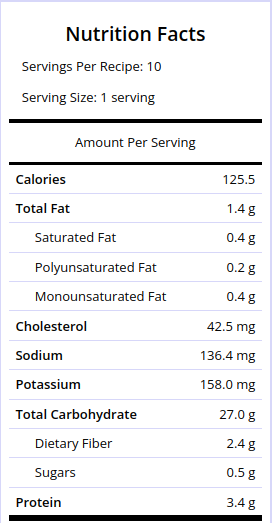 Nutrition Facts
Servings Per Recipe: 10
Serving Size: 1 serving
Amount Per Serving
Calories 125.5
Total Fat 1.4 g
Saturated Fat 0.4 g
Polyunsaturated Fat 0.2 g
Monounsaturated Fat 0.4 g
Cholesterol 42.5 mg
Sodium 136.4 mg
Potassium 158.0 mg
Total Carbohydrate 27.0 g
Dietary Fiber 2.4 g
Sugars 0.5 g
Protein 3.4 g